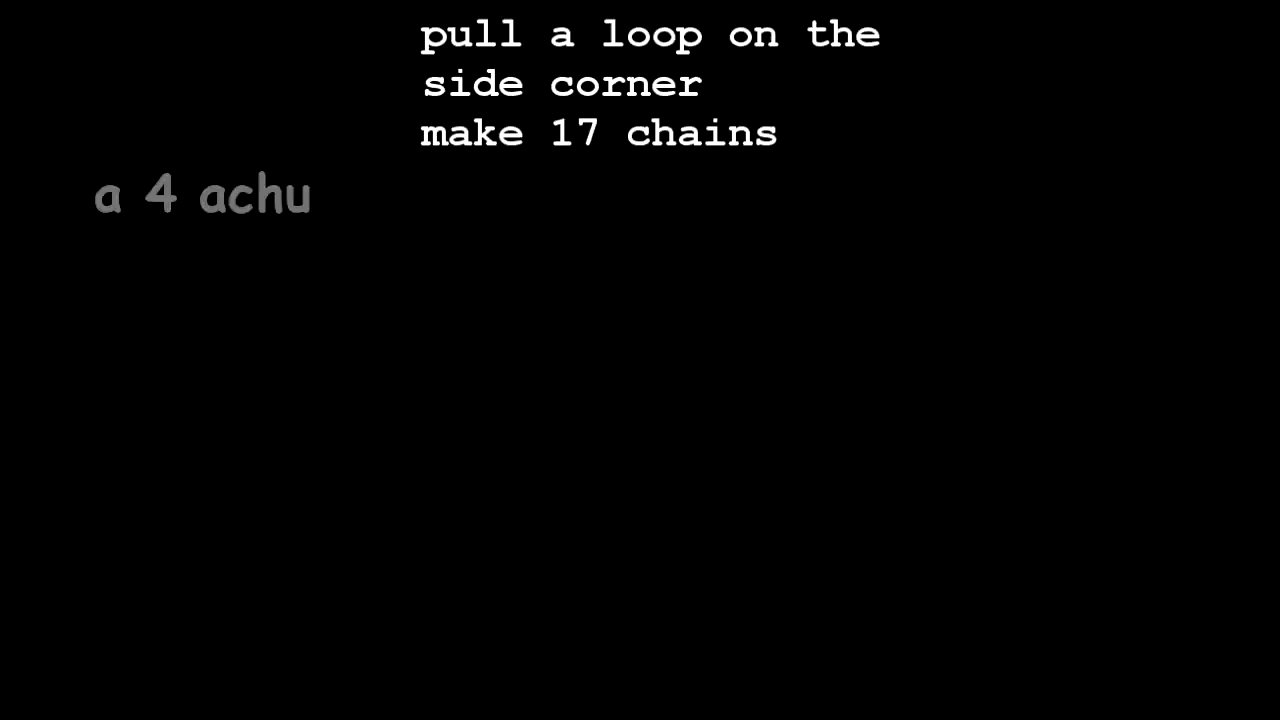 pull a loop on the
side corner
make 17 chains
a 4 achu